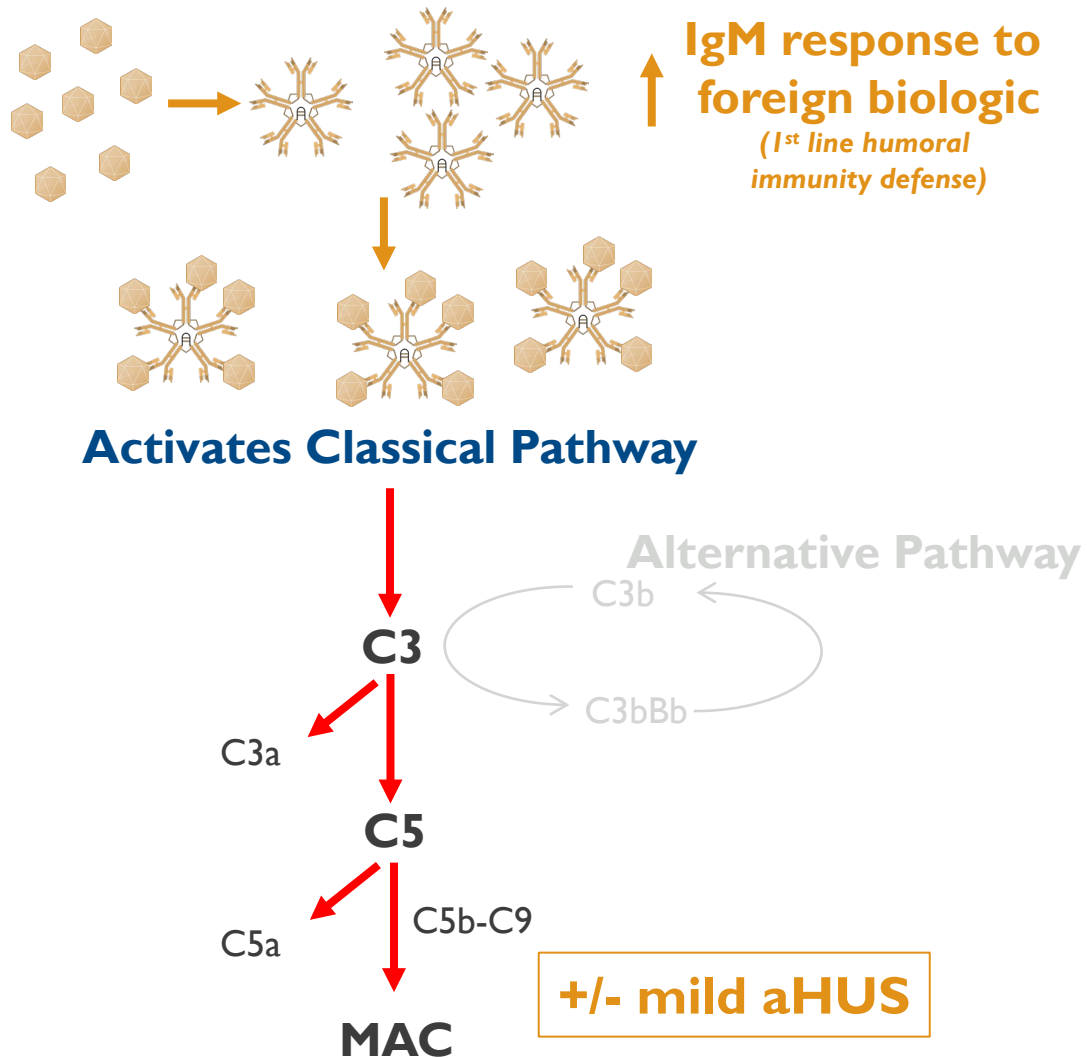 IgM response to
foreign biologic
(1st line humoral
immunity defense)
Activates Classical Pathway
Alternative Pathway
C3b
C3
C3bBb
C3a
C5
C5b-C9
C5a
+/- mild aHUS
MAC